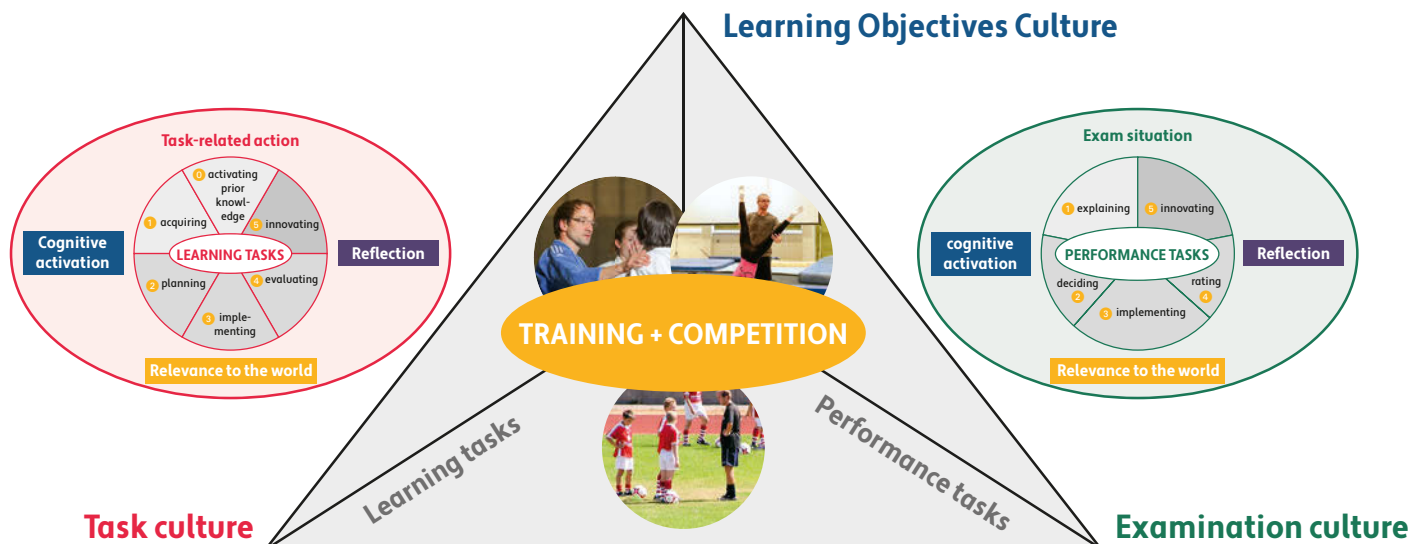 Learning Objectives Culture
Task-related action
0 activating
prior
knowl-
edge
1 acquiring
5 innovating
LEARNING TASKS
2 planning
4 evaluating
3 imple-
menting
Cognitive
activation
Reflection
Relevance to the world
TRAINING + COMPETITION
Exam situation
1 explaining
5 innovating
PERFORMANCE TASKS
deciding
2
rating
4
3 implementing
cognitive
activation
Reflection
Relevance to the world
Learning tasks
Performance tasks
Task culture
Examination culture